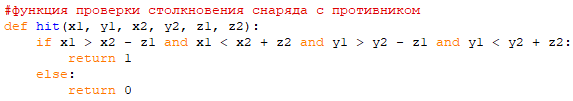 #функция проверки столкновения снаряда с противником
def hit(x1, y1, x2, y2, z1, z2):
    if x1 > x2 - z1 and x1 < x2 + z2 and y1 > y2 - z1 and y1 < y2 + z2:
        return 1
    else:
        return 0